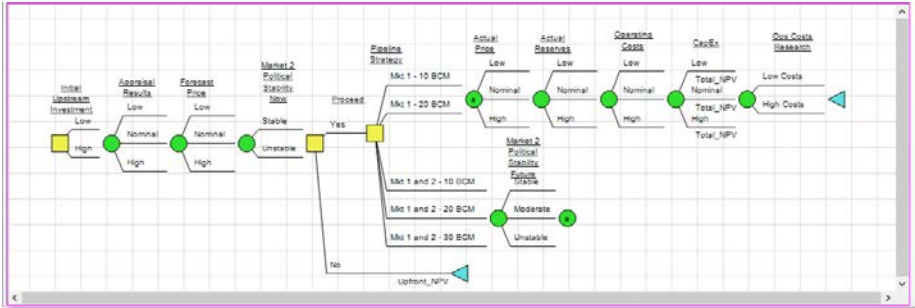 Initial
Upstream
Investment
Low
High
Appraisal
Results
Low
Nominal
High
Forecast
Price
Low
Nominal
High
Market 2
Political
Stability
Now
Stable
Unstable
Proceed
Yes
No
Upfront_NPV
Pipeline
Strategy
Mkt 1 - 10 BCM
Mkt 1 - 20 BCM
Mkt 1 and 2 - 10 BCM
Mkt 1 and 2 - 20 BCM
Mkt 1 and 2 - 30 BCM
Actual
Price
Low
Nominal
High
a
Actual
Reserves
Low
Nominal
High
Operating
Costs
Low
Nominal
High
CapEx
Low
Total_NPV
Nominal
Total_NPV
High
Total_NPV
Ops Costs
Research
Low Costs
High Costs
Market 2
Political
Stability
Future
Stable
Moderate
Unstable
a